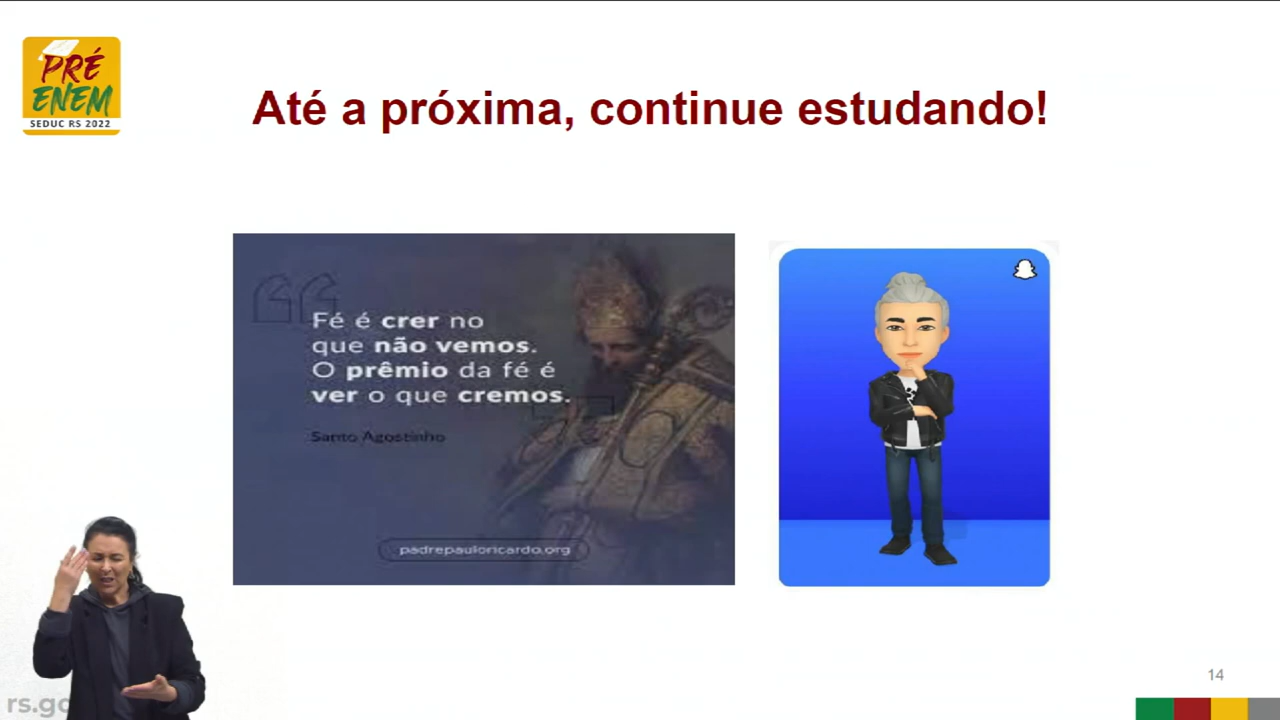 PRÉ
ENEM
SEDUC RS 2022
Até a próxima, continue estudando!
Fé é crer no
que não vemos.
O prêmio da fé é
ver o que cremos.
Santo Agostinho
padrepauloricardo.org
14
rs.go